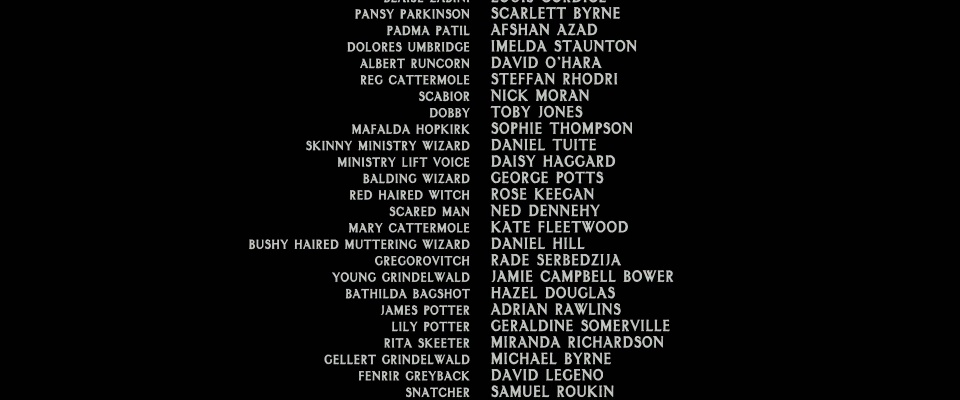 PANSY PARKINSON SCARLETT BYRNE
PADMA PATIL AFSHAN AZAD
DOLORES UMBRIDGE IMELDA STAUNTON
ALBERT RUNCORN DAVID O'HARA
REG CATTERMOLE STEFFAN RHODRI
SCABIOR NICK MORAN
DOBBY TOBY JONES
MAFALDA HOPKIRK SOPHIE THOMPSON
SKINNY MINISTRY WIZARD DANIEL TUITE
MINISTRY LIFT VOICE DAISY HAGGARD
BALDING WIZARD GEORGE POTTS
RED HAIRED WITCH ROSE KEEGAN
SCARED MAN NED DENNEHY
MARY CATTERMOLE KATE FLEETWOOD
BUSHY HAIRED MUTTERING WIZARD DANIEL HILL
GREGOROVITCH RADE SERBEDZIJA
YOUNG GRINDELWALD JAMIE CAMPBELL BOWER
BATHILDA BAGSHOT HAZEL DOUGLAS
JAMES POTTER ADRIAN RAWLINS
LILY POTTER GERALDINE SOMERVILLE
RITA SKEETER MIRANDA RICHARDSON
GELLERT GRINDELWALD MICHAEL BYRNE
FENRIR GREYBACK DAVID LEGENO
SNATCHER SAMUEL ROUKIN